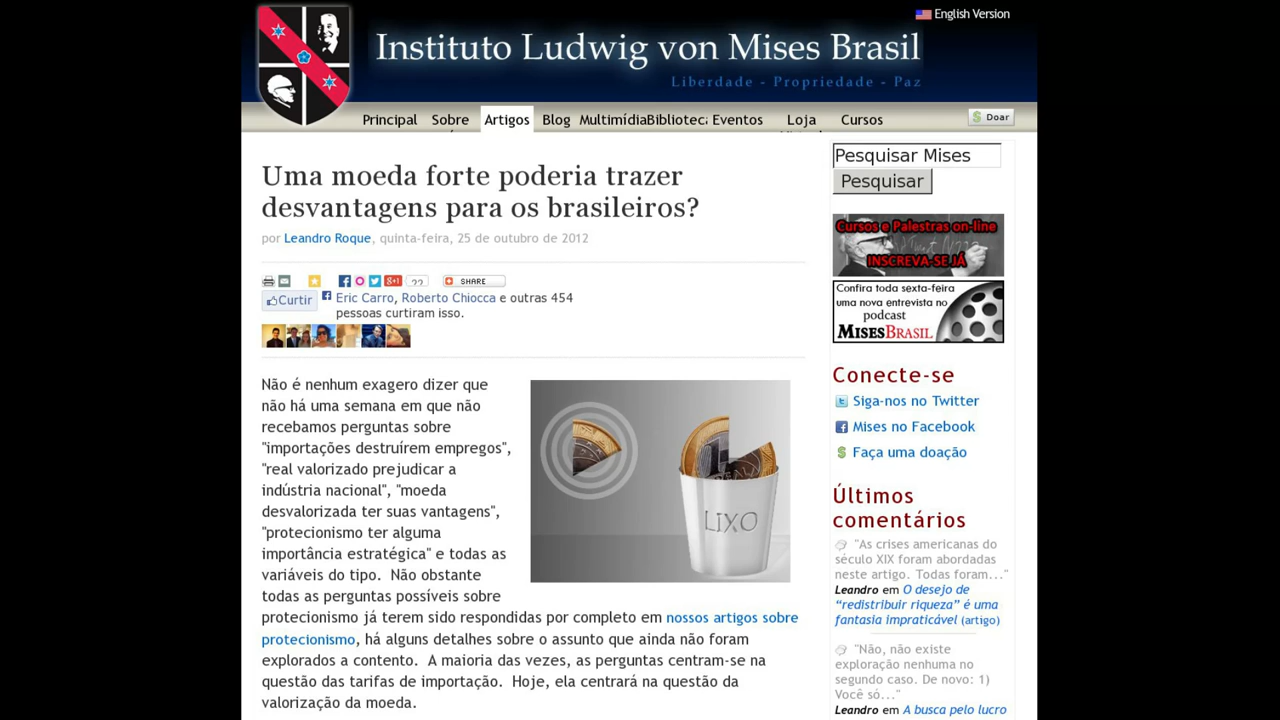 English Version
Instituto Ludwig von Mises Brasil
Liberdade - Propriedade - Paz
Principal Sobre Artigos Blog Multimídia Biblioteca Eventos Loja Cursos Doar
Pesquisar Mises
Pesquisar
Uma moeda forte poderia trazer
desvantagens para os brasileiros?
por Leandro Roque, quinta-feira, 25 de outubro de 2012
SHARE
Curtir Eric Carro, Roberto Chiocca e outras 454
pessoas curtiram isso.
Não é nenhum exagero dizer que
não há uma semana em que não
recebamos perguntas sobre
"importações destruírem empregos",
"real valorizado prejudicar a
indústria nacional", "moeda
desvalorizada ter suas vantagens",
"protecionismo ter alguma
importância estratégica" e todas as
variáveis do tipo. Não obstante
todas as perguntas possíveis sobre
protecionismo já terem sido respondidas por completo em nossos artigos sobre
protecionismo, há alguns detalhes sobre o assunto que ainda não foram
explorados a contento. A maioria das vezes, as perguntas centram-se na
questão das tarifas de importação. Hoje, ela centrará na questão da
valorização da moeda.
LIXO
Cursos e Palestras on-line
INSCREVA-SE JÁ
Confira toda sexta-feira
uma nova entrevista no
podcast
MISESBRASIL
Conecte-se
Siga-nos no Twitter
Mises no Facebook
Faça uma doação
Últimos
comentários
"As crises americanas do
século XIX foram abordadas
neste artigo. Todas foram..."
Leandro em O desejo de
“redistribuir riqueza” é uma
fantasia impraticável (artigo)
"Não, não existe
exploração nenhuma no
segundo caso. De novo: 1)
Você só..."
Leandro em A busca pelo lucro